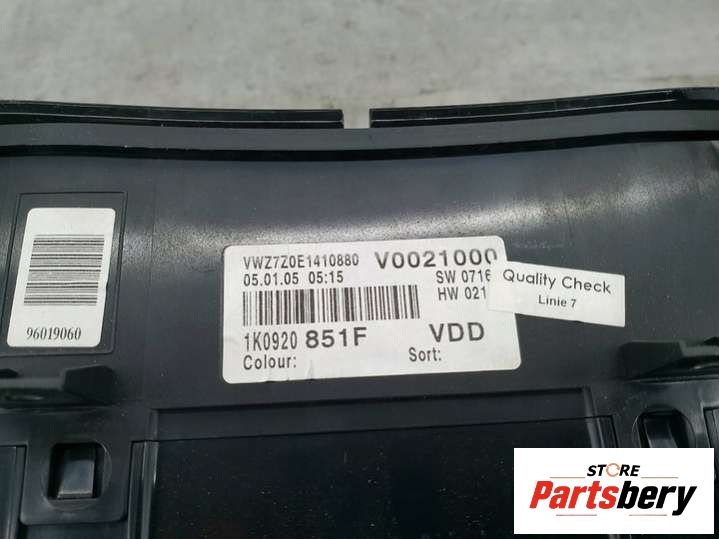 VWZ7Z0E1410880 V0021000
05.01.05 05:15 SW 0716
HW 021
1K0920 851F VDD
Colour: Sort:
Quality Check
Linie 7
96019060
STORE
Partsbery